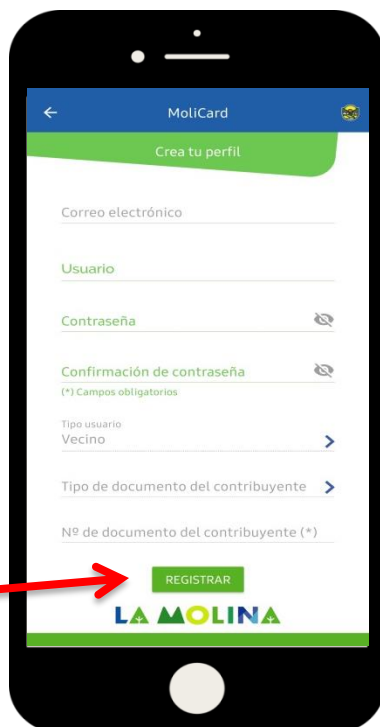 MoliCard
Crea tu perfil
Correo electrónico
Usuario
Contraseña
Confirmación de contraseña
(*) Campos obligatorios
Tipo usuario
Vecino
Tipo de documento del contribuyente
Nº de documento del contribuyente (*)
REGISTRAR
LA MOLINA